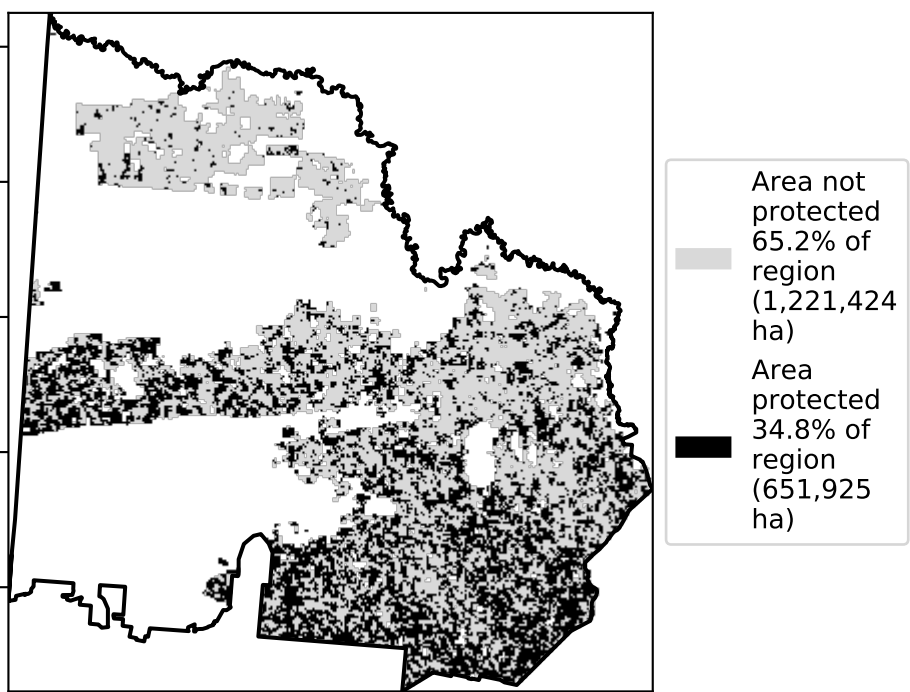 Area not
protected
65.2% of
region
(1,221,424
ha)
Area
protected
34.8% of
region
(651,925
ha)